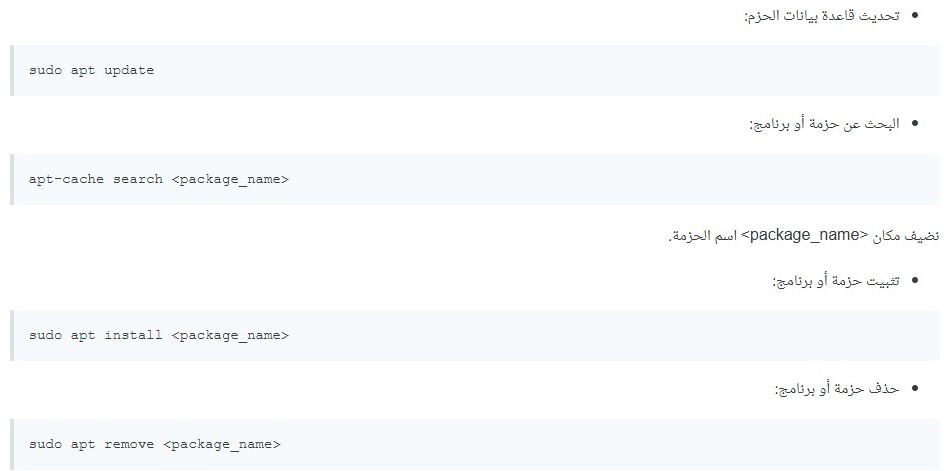 تحديث قاعدة بيانات الحزم:
sudo apt update
البحث عن حزمة أو برنامج:
apt-cache search <package_name>
نضيف مكان <package_name> اسم الحزمة.
تثبيت حزمة أو برنامج:
sudo apt install <package_name>
حذف حزمة أو برنامج:
sudo apt remove <package_name>